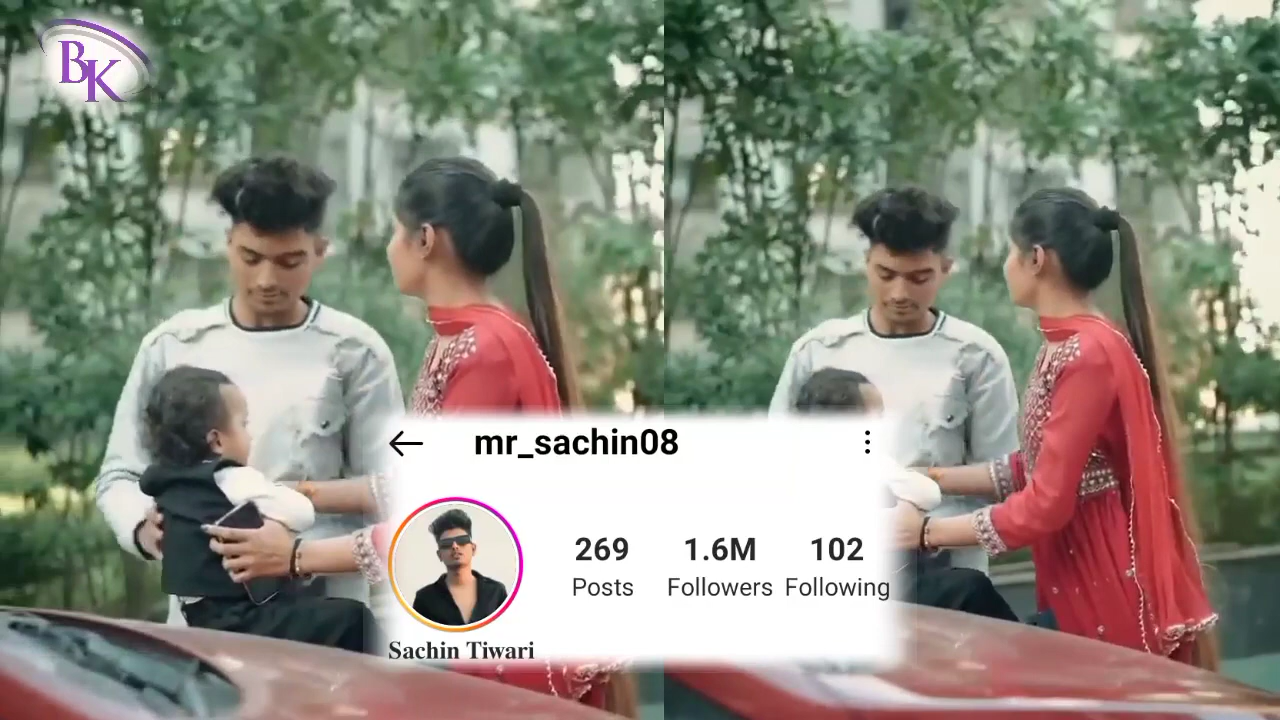 BK
mr_sachin08
269 1.6M 102
Posts Followers Following
Sachin Tiwari